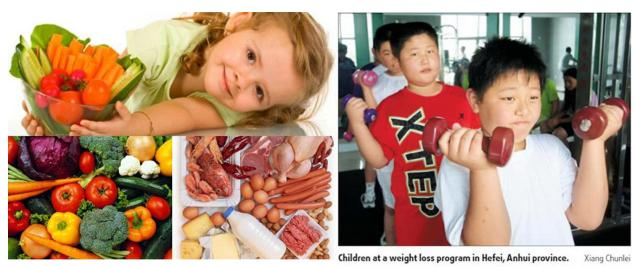 XTEP
Children at a weight loss program in Hefei, Anhui province. Xiang Chunlei